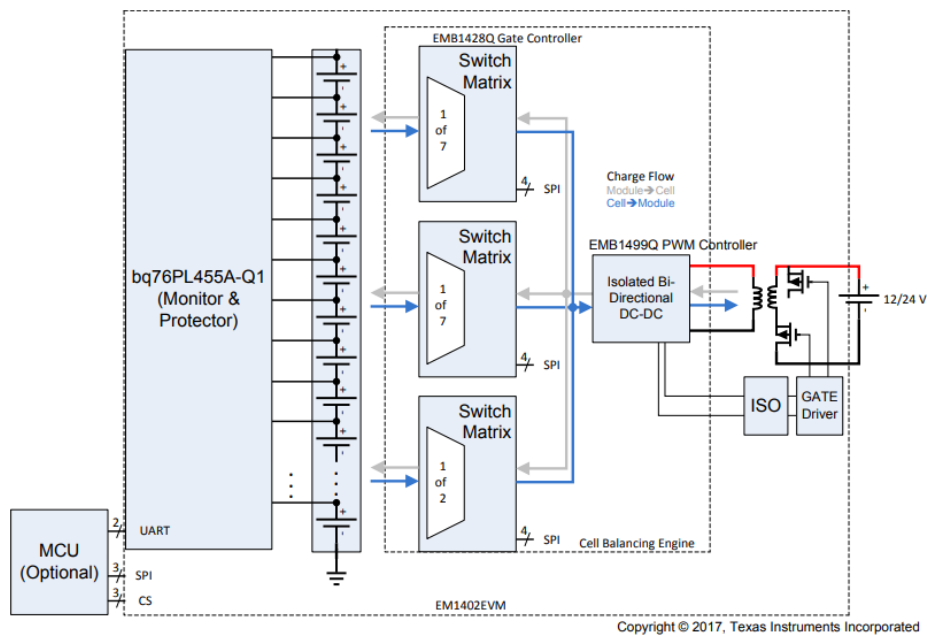 EMB1428Q Gate Controller
Switch
Matrix
1
of
7
4
SPI
Charge Flow
Module→Cell
Cell→Module
bq76PL455A-Q1
(Monitor &
Protector)
Switch
Matrix
1
of
7
4
SPI
EMB1499Q PWM Controller
Isolated Bi-
Directional
DC-DC
+
-
12/24 V
ISO
GATE
Driver
Switch
Matrix
1
of
2
4
SPI
Cell Balancing Engine
MCU
(Optional)
2
UART
3
SPI
3
CS
EM1402EVM
Copyright © 2017, Texas Instruments Incorporated